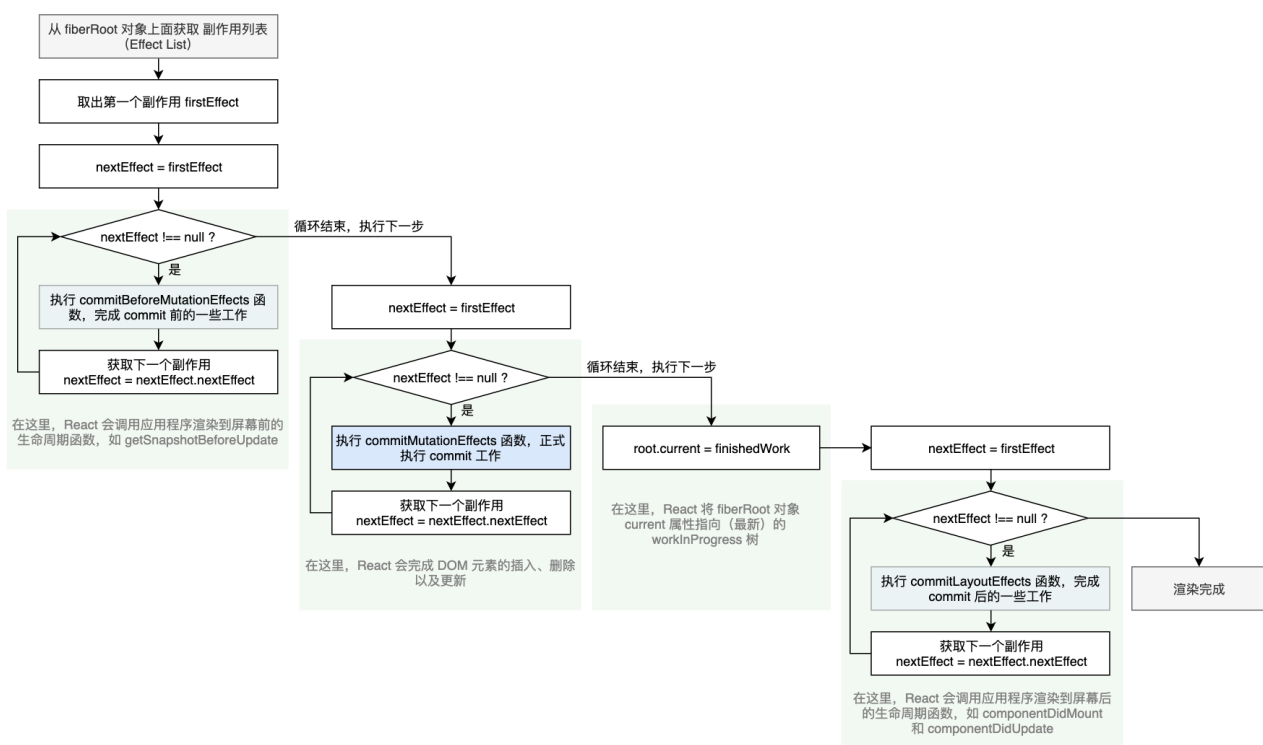 从 fiberRoot 对象上面获取 副作用列表
（Effect List）
取出第一个副作用 firstEffect
nextEffect = firstEffect
nextEffect !== null ?
循环结束，执行下一步
是
执行 commitBeforeMutationEffects 函
数，完成 commit 前的一些工作
获取下一个副作用
nextEffect = nextEffect.nextEffect
在这里，React 会调用应用程序渲染到屏幕前的
生命周期函数，如 getSnapshotBeforeUpdate
nextEffect = firstEffect
nextEffect !== null ?
循环结束，执行下一步
是
执行 commitMutationEffects 函数，正式
执行 commit 工作
获取下一个副作用
nextEffect = nextEffect.nextEffect
在这里，React 会完成 DOM 元素的插入、删除
以及更新
root.current = finishedWork
在这里，React 将 fiberRoot 对象
current 属性指向（最新）的
workInProgress 树
nextEffect = firstEffect
nextEffect !== null ?
是
执行 commitLayoutEffects 函数，完成
commit 后的一些工作
获取下一个副作用
nextEffect = nextEffect.nextEffect
在这里，React 会调用应用程序渲染到屏幕后
的生命周期函数，如 componentDidMount
和 componentDidUpdate
渲染完成